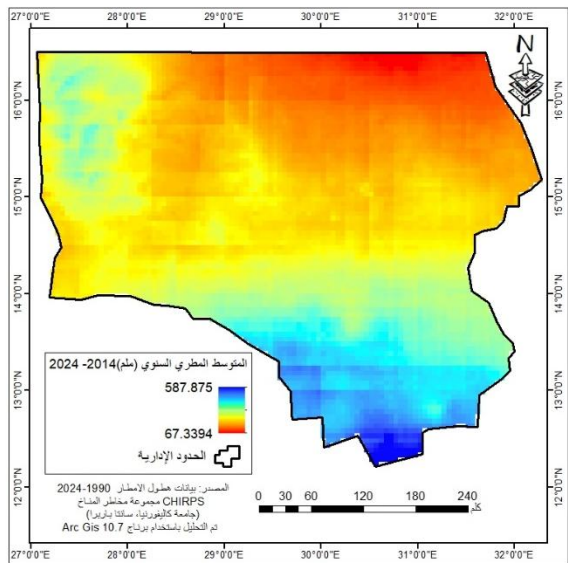 27°0'0"E 28°0'0"E 29°0'0"E 30°0'0"E 31°0'0"E 32°0'0"E
N
16°0'0"N
16°0'0"N
15°0'0"N
15°0'0"N
14°0'0"N
14°0'0"N
13°0'0"N
13°0'0"N
12°0'0"N
12°0'0"N
المتوسط المطري السنوي (ملم)2014- 2024
587.875
67.3394
الحدود الإدارية
المصدر: بيانات هطول الامطار 1990-2024
CHIRPS مجموعة مخاطر المناخ
(جامعة كاليفورنيا، سانتا باربرا)
تم التحليل باستخدام برناج Arc Gis 10.7
0 30 60 120 180 240
كلم
27°0'0"E 28°0'0"E 29°0'0"E 30°0'0"E 31°0'0"E 32°0'0"E